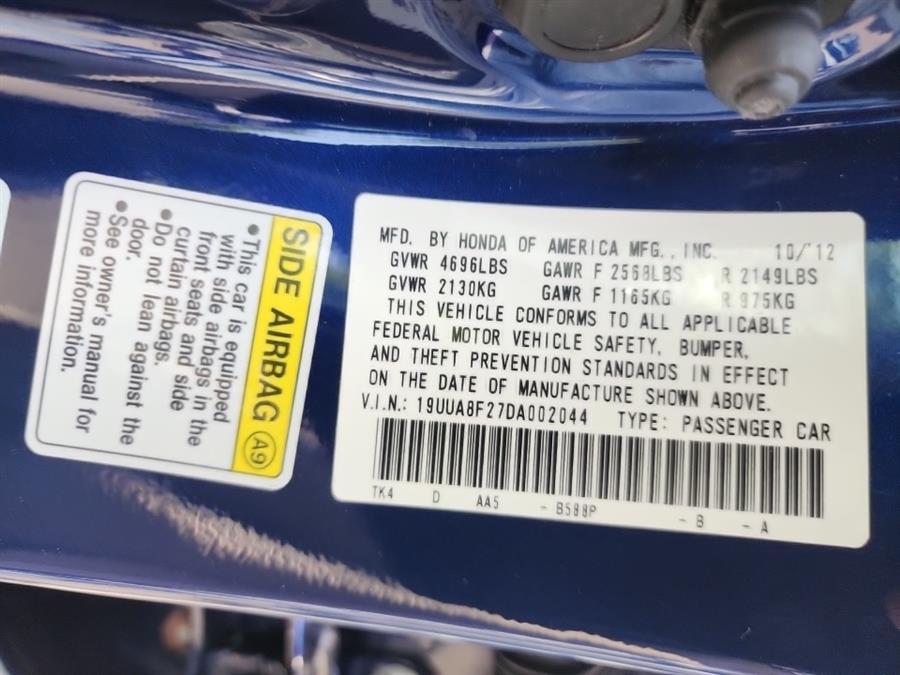 SIDE AIRBAG A9
•This car is equipped
with side airbags in the
front seats and side
curtain airbags.
•Do not lean against the
door.
•See owner's manual for
more information.
MFD. BY HONDA OF AMERICA MFG., INC. 10/'12
GVWR 4696LBS GAWR F 2568LBS R 2149LBS
GVWR 2130KG GAWR F 1165KG R 975KG
THIS VEHICLE CONFORMS TO ALL APPLICABLE
FEDERAL MOTOR VEHICLE SAFETY, BUMPER,
AND THEFT PREVENTION STANDARDS IN EFFECT
ON THE DATE OF MANUFACTURE SHOWN ABOVE.
V.I.N.: 19UUA8F27DA002044 TYPE: PASSENGER CAR
TK4 D AA5 - B588P - B - A